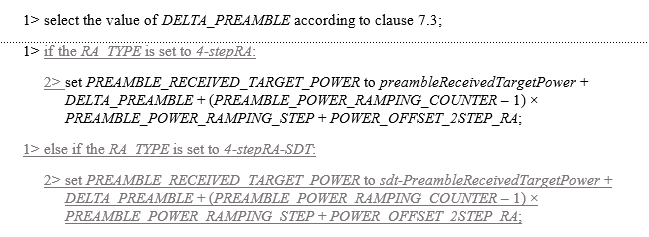 1> select the value of DELTA_PREAMBLE according to clause 7.3;
1> if the RA_TYPE is set to 4-stepRA:
2> set PREAMBLE_RECEIVED_TARGET_POWER to preambleReceivedTargetPower +
DELTA_PREAMBLE + (PREAMBLE_POWER_RAMPING_COUNTER – 1) ×
PREAMBLE_POWER_RAMPING_STEP + POWER_OFFSET_2STEP_RA;
1> else if the RA_TYPE is set to 4-stepRA-SDT:
2> set PREAMBLE_RECEIVED_TARGET_POWER to sdt-PreambleReceivedTargetPower +
DELTA_PREAMBLE + (PREAMBLE_POWER_RAMPING_COUNTER – 1) ×
PREAMBLE_POWER_RAMPING_STEP + POWER_OFFSET_2STEP_RA;